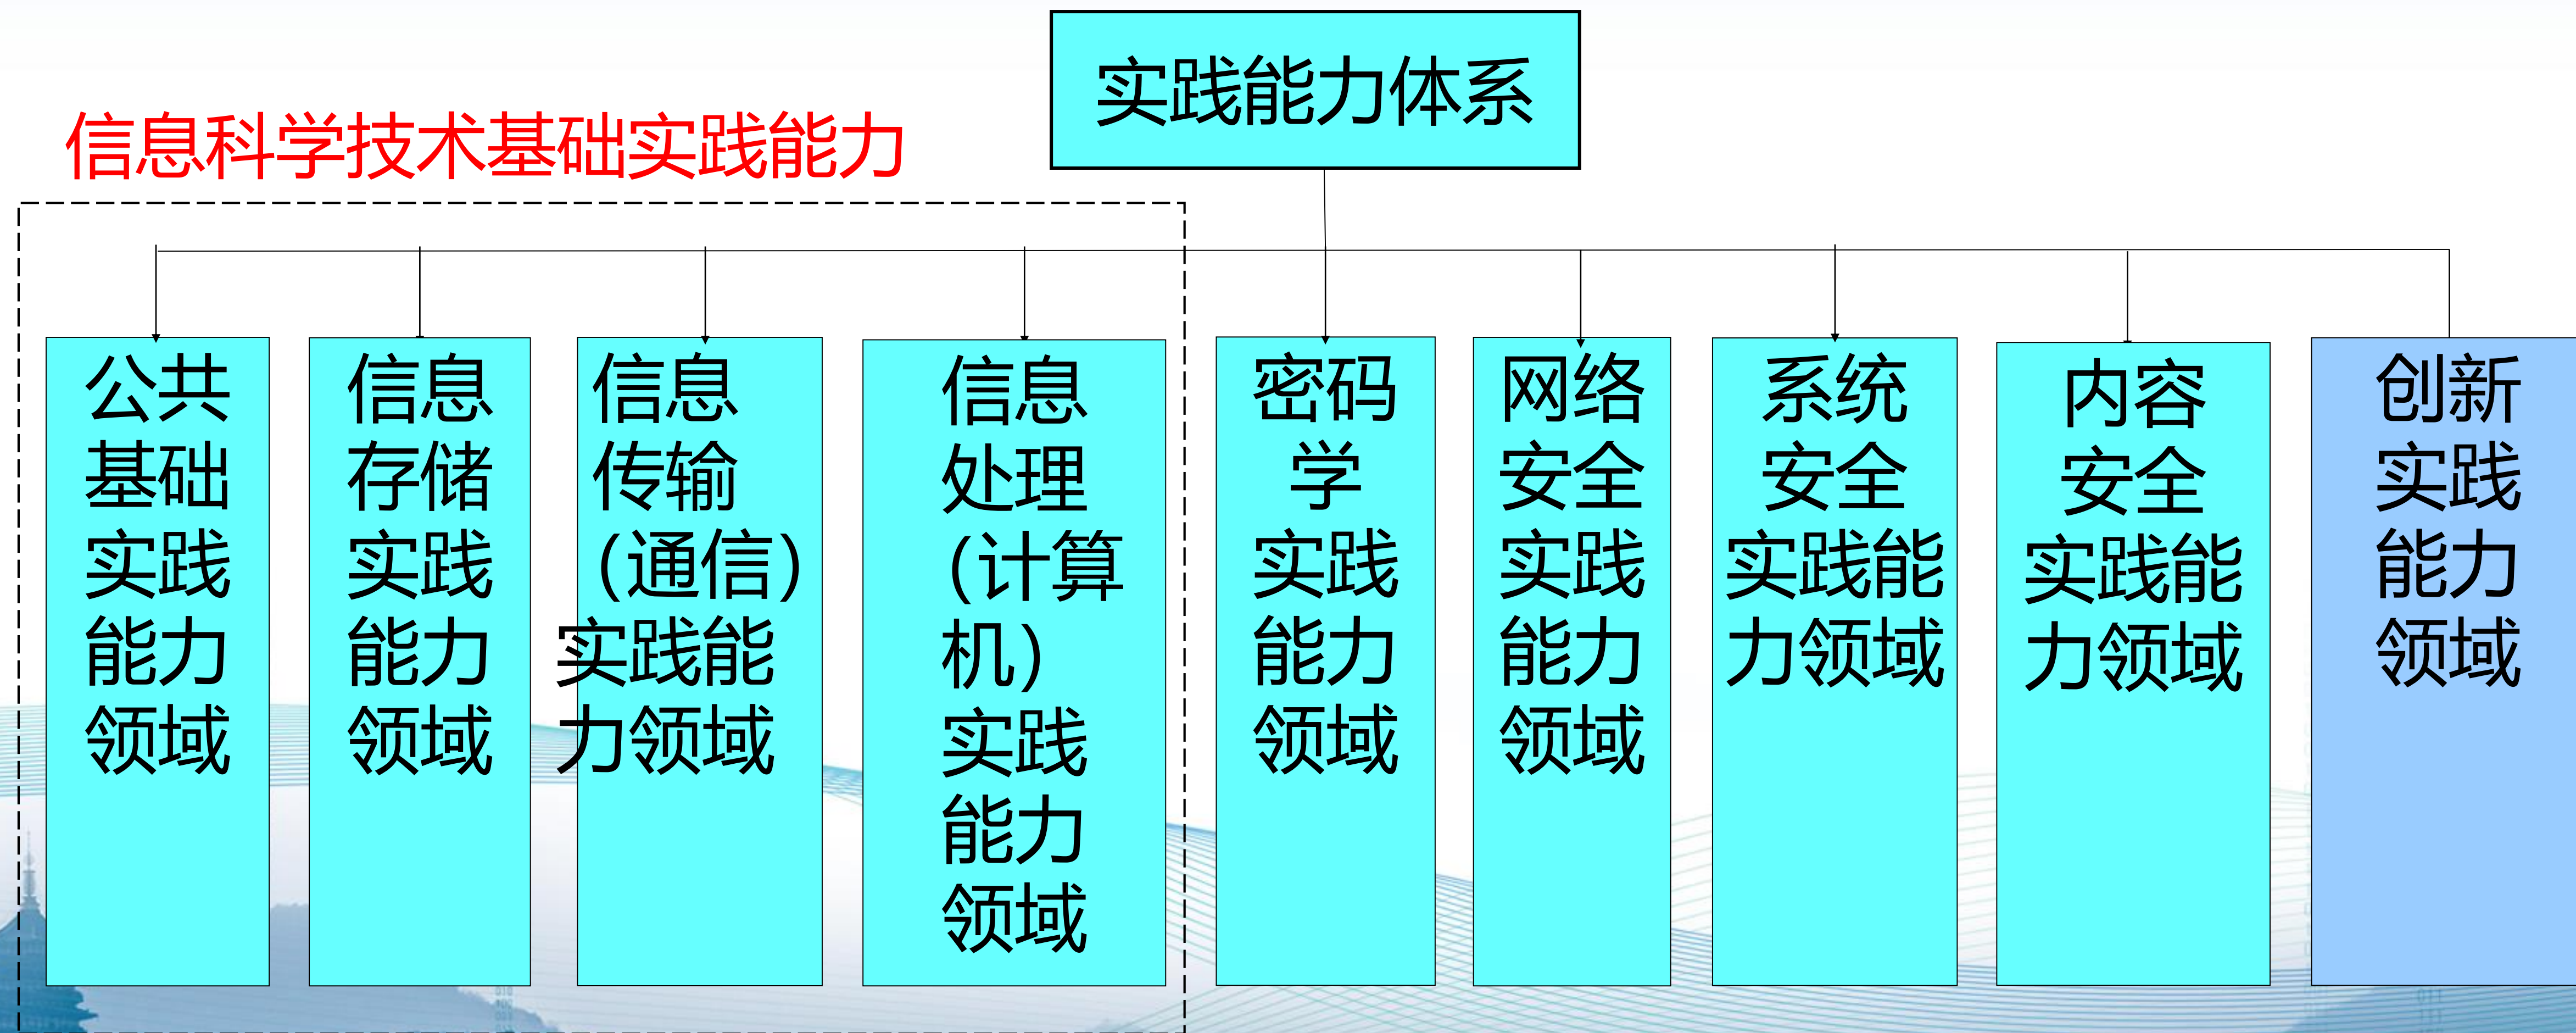 实践能力体系
信息科学技术基础实践能力
公共
基础
实践
能力
领域
信息
存储
实践
能力
领域
信息
传输
（通信）
实践能
力领域
信息
处理
（计算
机）
实践
能力
领域
密码
学
实践
能力
领域
网络
安全
实践
能力
领域
系统
安全
实践能
力领域
内容
安全
实践能
力领域
创新
实践
能力
领域